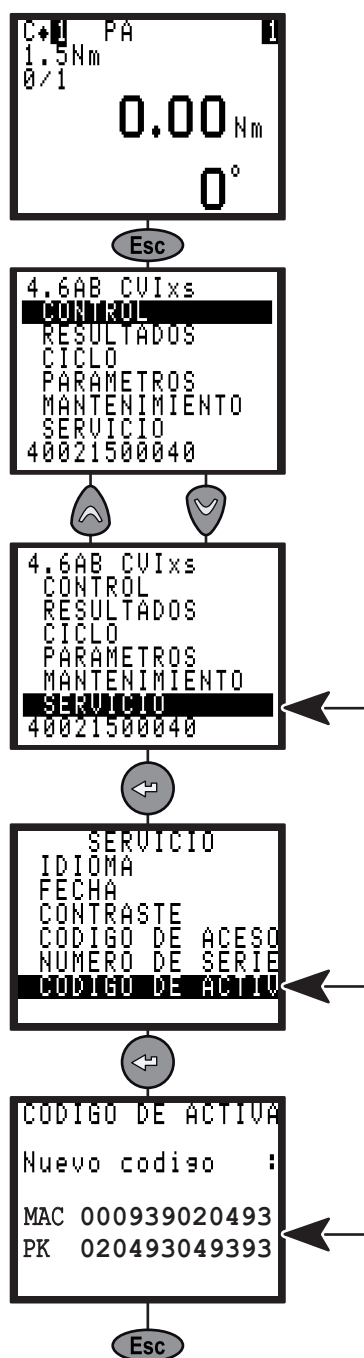 C♦1 PA 1
1.5Nm
0/1
0.00 Nm
0°
Esc
4.6AB CVIxs
CONTROL
RESULTADOS
CICLO
PARAMETROS
MANTENIMIENTO
SERVICIO
40021500040
4.6AB CVIxs
CONTROL
RESULTADOS
CICLO
PARAMETROS
MANTENIMIENTO
SERVICIO
40021500040
SERVICIO
IDIOMA
FECHA
CONTRASTE
CODIGO DE ACESO
NUMERO DE SERIE
CODIGO DE ACTIV
CODIGO DE ACTIVA
Nuevo codigo :
MAC 000939020493
PK 020493049393
Esc